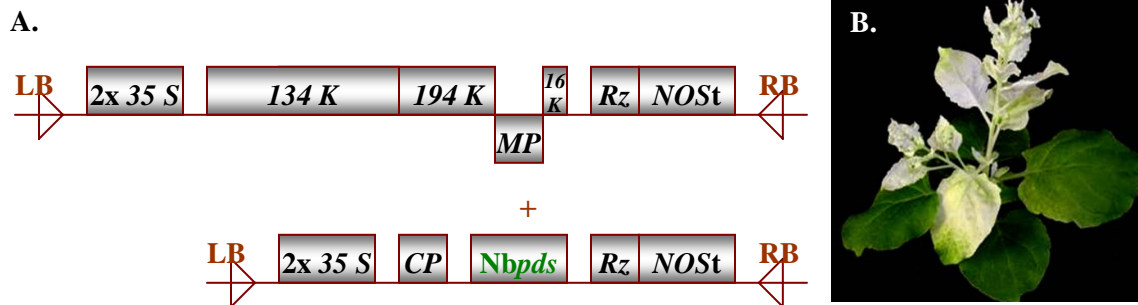 A.
B.
LB 2x 35 S 134 K 194 K 16 K Rz NOSt RB
MP
+
LB 2x 35 S CP Nbpds Rz NOSt RB